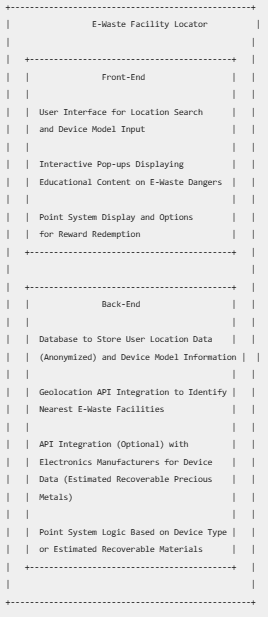 E-Waste Facility Locator
Front-End
User Interface for Location Search
and Device Model Input
Interactive Pop-ups Displaying
Educational Content on E-Waste Dangers
Point System Display and Options
for Reward Redemption
Back-End
Database to Store User Location Data
(Anonymized) and Device Model Information
Geolocation API Integration to Identify
Nearest E-Waste Facilities
API Integration (Optional) with
Electronics Manufacturers for Device
Data (Estimated Recoverable Precious
Metals)
Point System Logic Based on Device Type
or Estimated Recoverable Materials